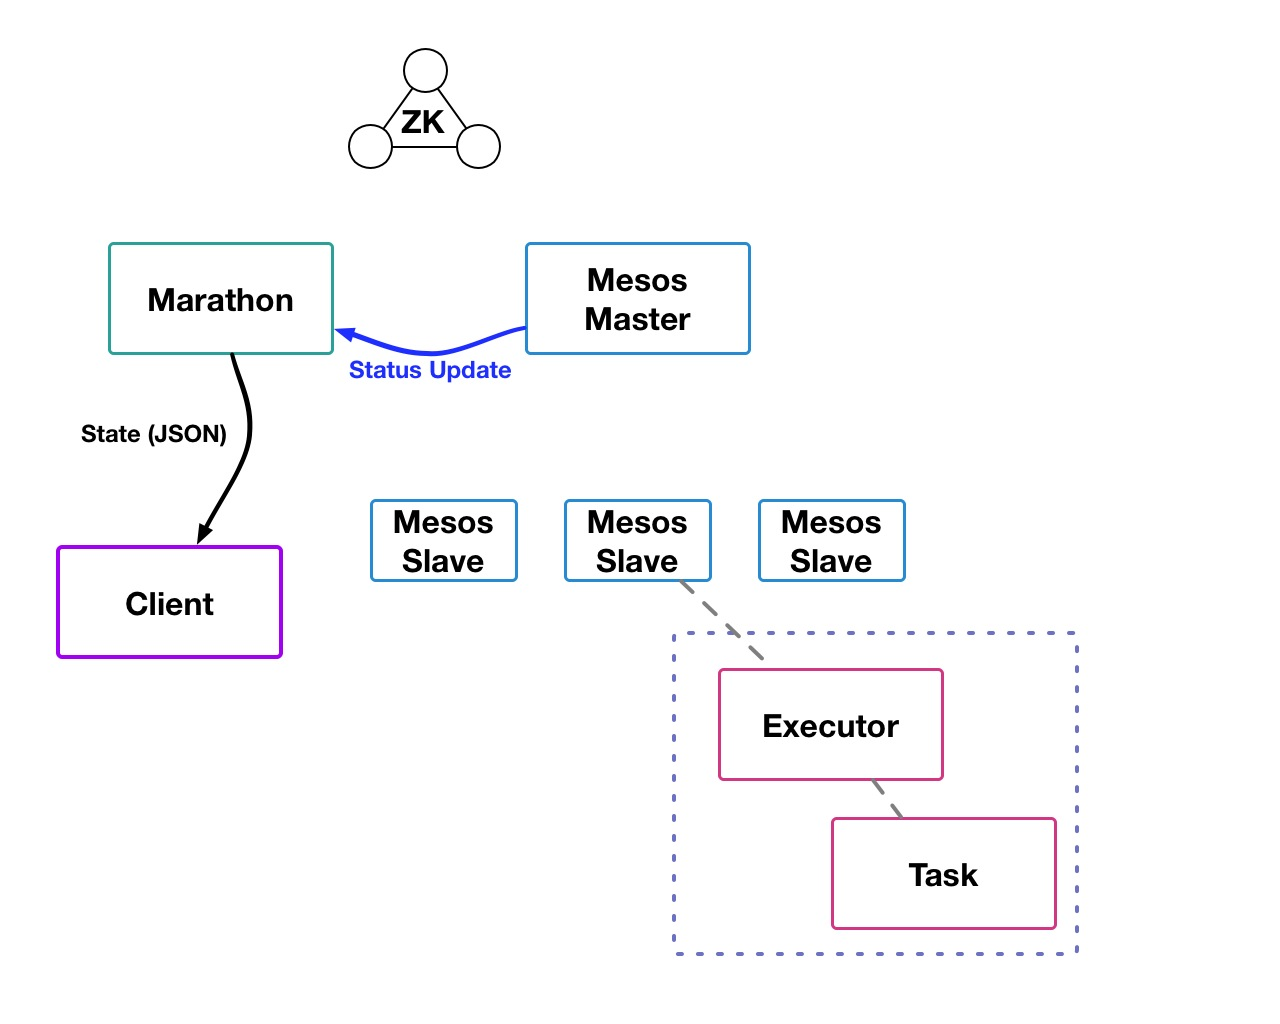 ZK
Marathon
Mesos
Master
Status Update
State (JSON)
Client
Mesos
Slave
Mesos
Slave
Mesos
Slave
Executor
Task